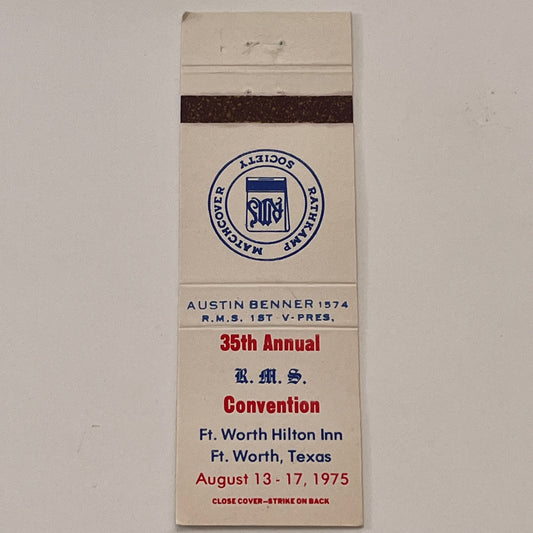 RATHKAMP MATCHCOVER SOCIETY
RMS
AUSTIN BENNER 1574
R.M.S. 1ST V-PRES,
35th Annual
R. M. S.
Convention
Ft. Worth Hilton Inn
Ft. Worth, Texas
August 13 - 17, 1975
CLOSE COVER—STRIKE ON BACK